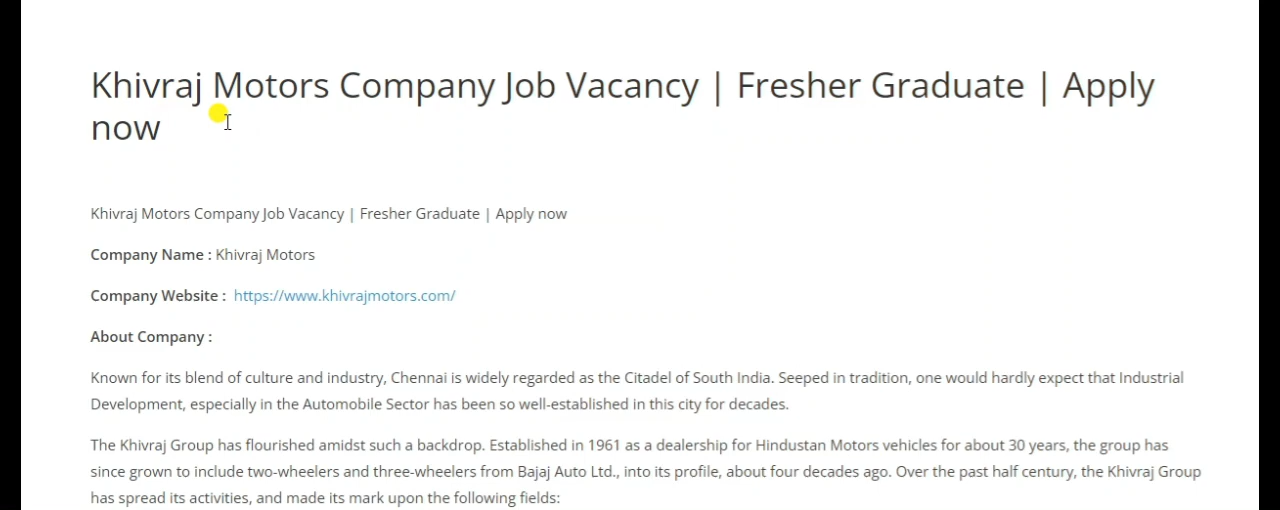 Khivraj Motors Company Job Vacancy | Fresher Graduate | Apply
now
Khivraj Motors Company Job Vacancy | Fresher Graduate | Apply now
Company Name : Khivraj Motors
Company Website : https://www.khivrajmotors.com/
About Company :
Known for its blend of culture and industry, Chennai is widely regarded as the Citadel of South India. Seeped in tradition, one would hardly expect that Industrial
Development, especially in the Automobile Sector has been so well-established in this city for decades.
The Khivraj Group has flourished amidst such a backdrop. Established in 1961 as a dealership for Hindustan Motors vehicles for about 30 years, the group has
since grown to include two-wheelers and three-wheelers from Bajaj Auto Ltd., into its profile, about four decades ago. Over the past half century, the Khivraj Group
has spread its activities, and made its mark upon the following fields: